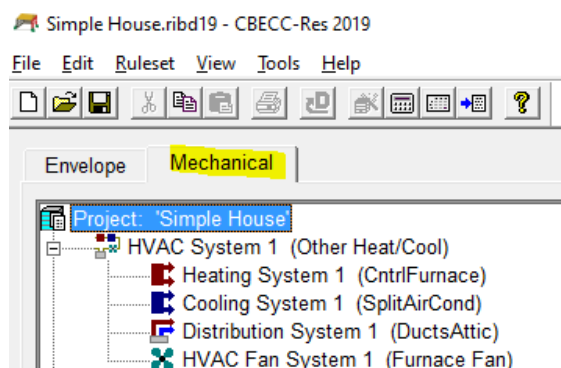 Simple House.ribd19 - CBECC-Res 2019
File Edit Ruleset View Tools Help
Envelope Mechanical
Project: 'Simple House'
HVAC System 1 (Other Heat/Cool)
Heating System 1 (CntrlFurnace)
Cooling System 1 (SplitAirCond)
Distribution System 1 (DuctsAttic)
HVAC Fan System 1 (Furnace Fan)